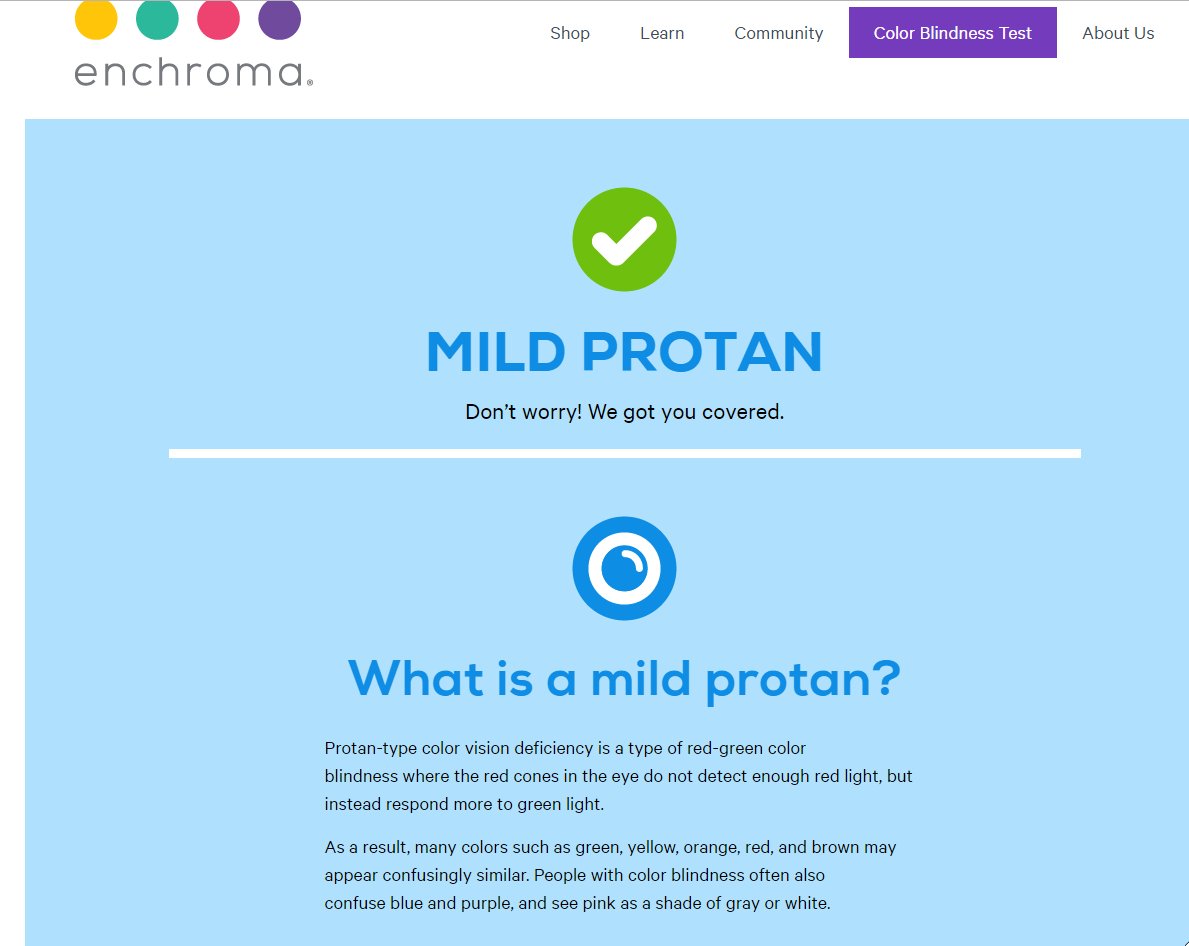 enchroma®
Shop Learn Community Color Blindness Test About Us
MILD PROTAN
Don’t worry! We got you covered.
What is a mild protan?
Protan-type color vision deficiency is a type of red-green color
blindness where the red cones in the eye do not detect enough red light, but
instead respond more to green light.
As a result, many colors such as green, yellow, orange, red, and brown may
appear confusingly similar. People with color blindness often also
confuse blue and purple, and see pink as a shade of gray or white.